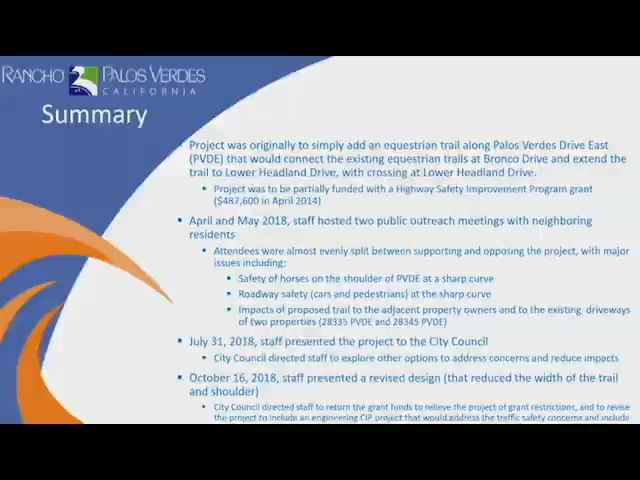 RANCHO PALOS VERDES
CALIFORNIA
Summary
▪ Project was originally to simply add an equestrian trail along Palos Verdes Drive East
(PVDE) that would connect the existing equestrian trails at Bronco Drive and extend the
trail to Lower Headland Drive, with crossing at Lower Headland Drive.
▪ Project was to be partially funded with a Highway Safety Improvement Program grant
($487,600 in April 2014)
▪ April and May 2018, staff hosted two public outreach meetings with neighboring
residents
▪ Attendees were almost evenly split between supporting and opposing the project, with major
issues including:
▪ Safety of horses on the shoulder of PVDE at a sharp curve
▪ Roadway safety (cars and pedestrians) at the sharp curve
▪ Impacts of proposed trail to the adjacent property owners and to the existing driveways
of two properties (28335 PVDE and 28345 PVDE)
▪ July 31, 2018, staff presented the project to the City Council
▪ City Council directed staff to explore other options to address concerns and reduce impacts
▪ October 16, 2018, staff presented a revised design (that reduced the width of the trail
and shoulder)
▪ City Council directed staff to return the grant funds to relieve the project of grant restrictions, and to revise
the project to include an engineering CIP project that would address the traffic safety concerns and include